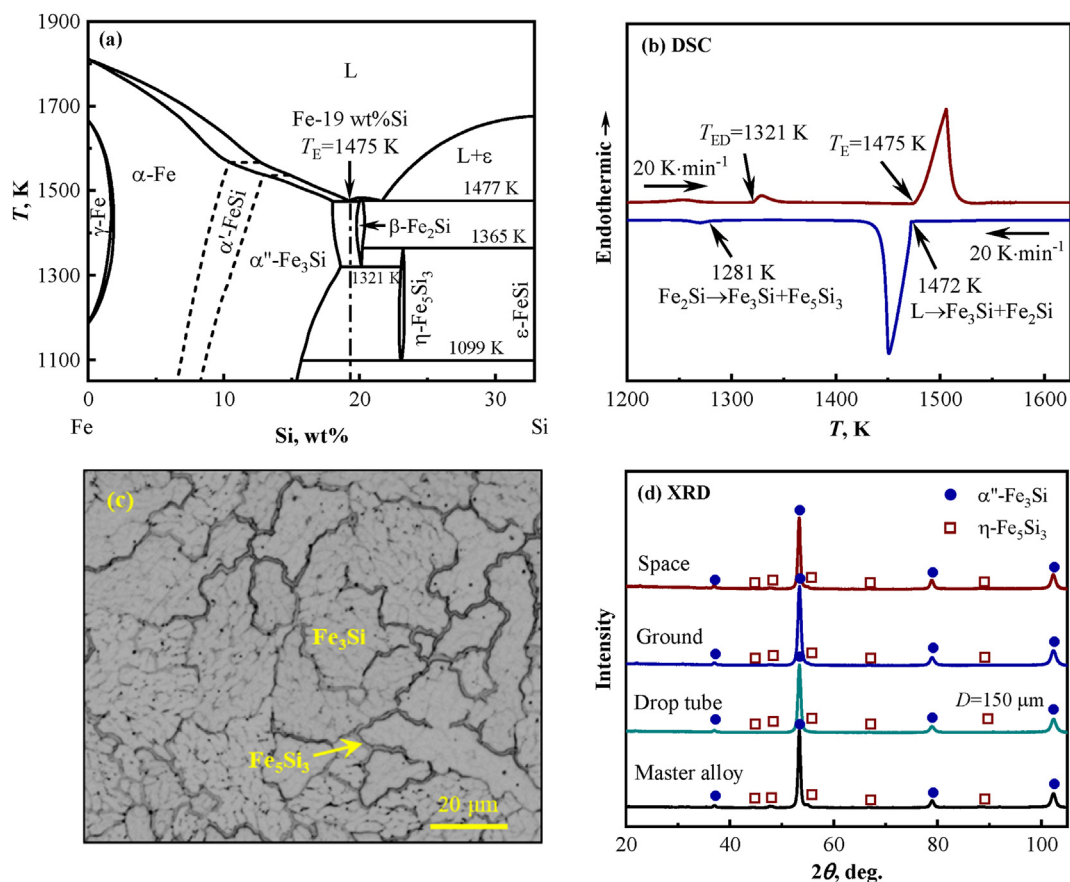 (a)
1900
1700
1500
1300
1100
T, K
L
Fe-19 wt%Si
T_E=1475 K
L+ε
α-Fe
γ-Fe
α'-FeSi
α''-Fe₃Si
1477 K
β-Fe₂Si
1365 K
1321 K
η-Fe₅Si₃
ε-FeSi
1099 K
0 10 20 30
Fe Si, wt% Si
(b) DSC
Endothermic →
T_ED=1321 K
T_E=1475 K
20 K·min⁻¹
20 K·min⁻¹
1281 K
Fe₂Si→Fe₃Si+Fe₅Si₃
1472 K
L→Fe₃Si+Fe₂Si
1200 1300 1400 1500 1600
T, K
(c)
Fe₃Si
Fe₅Si₃
20 μm
(d) XRD
α''-Fe₃Si
η-Fe₅Si₃
Space
Ground
Drop tube
D=150 μm
Master alloy
Intensity
20 40 60 80 100
2θ, deg.